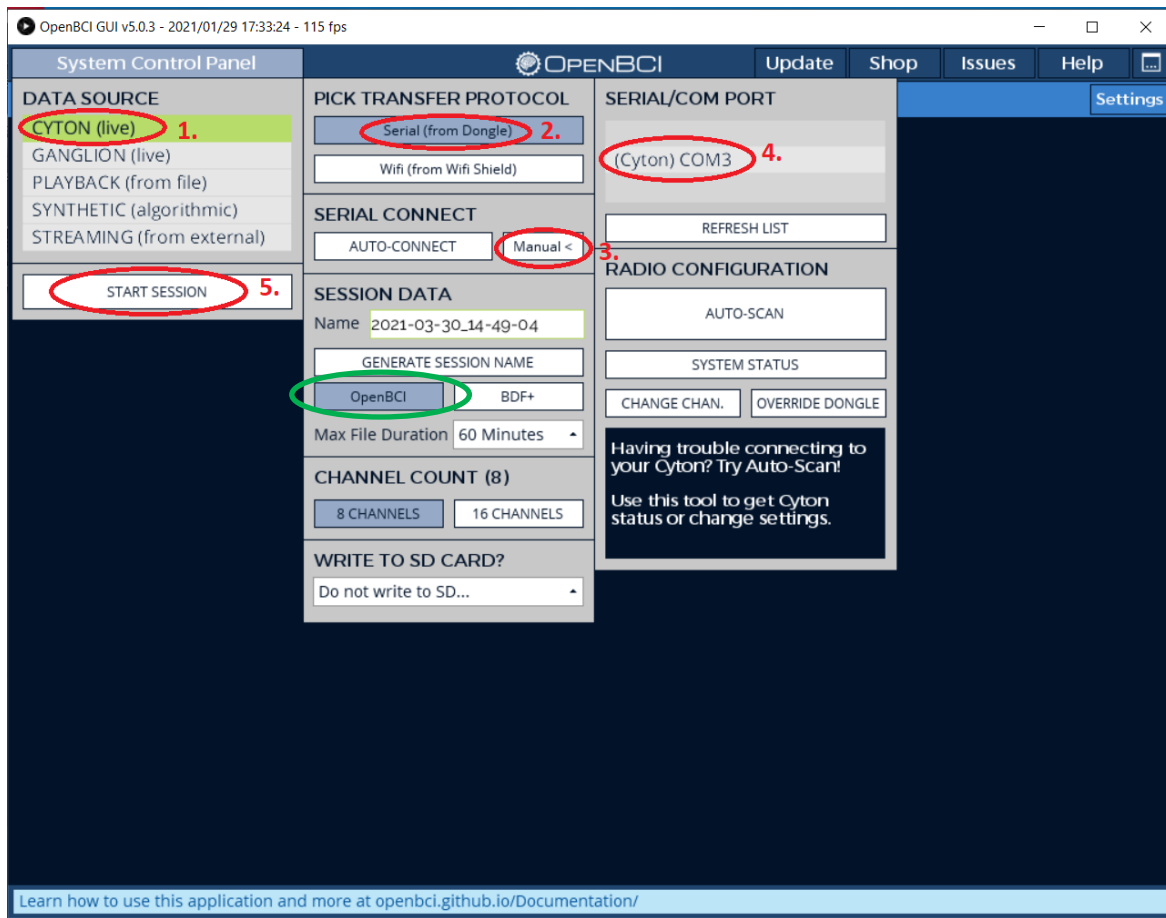 OpenBCI GUI v5.0.3 - 2021/01/29 17:33:24 - 115 fps
System Control Panel
OPENBCI
Update
Shop
Issues
Help
Settings
DATA SOURCE
CYTON (live)
1.
GANGLION (live)
PLAYBACK (from file)
SYNTHETIC (algorithmic)
STREAMING (from external)
START SESSION
5.
PICK TRANSFER PROTOCOL
Serial (from Dongle)
2.
Wifi (from Wifi Shield)
SERIAL CONNECT
AUTO-CONNECT
Manual <
3.
SESSION DATA
Name 2021-03-30_14-49-04
GENERATE SESSION NAME
OpenBCI
BDF+
Max File Duration 60 Minutes
CHANNEL COUNT (8)
8 CHANNELS
16 CHANNELS
WRITE TO SD CARD?
Do not write to SD...
SERIAL/COM PORT
(Cyton) COM3
4.
REFRESH LIST
RADIO CONFIGURATION
AUTO-SCAN
SYSTEM STATUS
CHANGE CHAN.
OVERRIDE DONGLE
Having trouble connecting to
your Cyton? Try Auto-Scan!
Use this tool to get Cyton
status or change settings.
Learn how to use this application and more at openbci.github.io/Documentation/